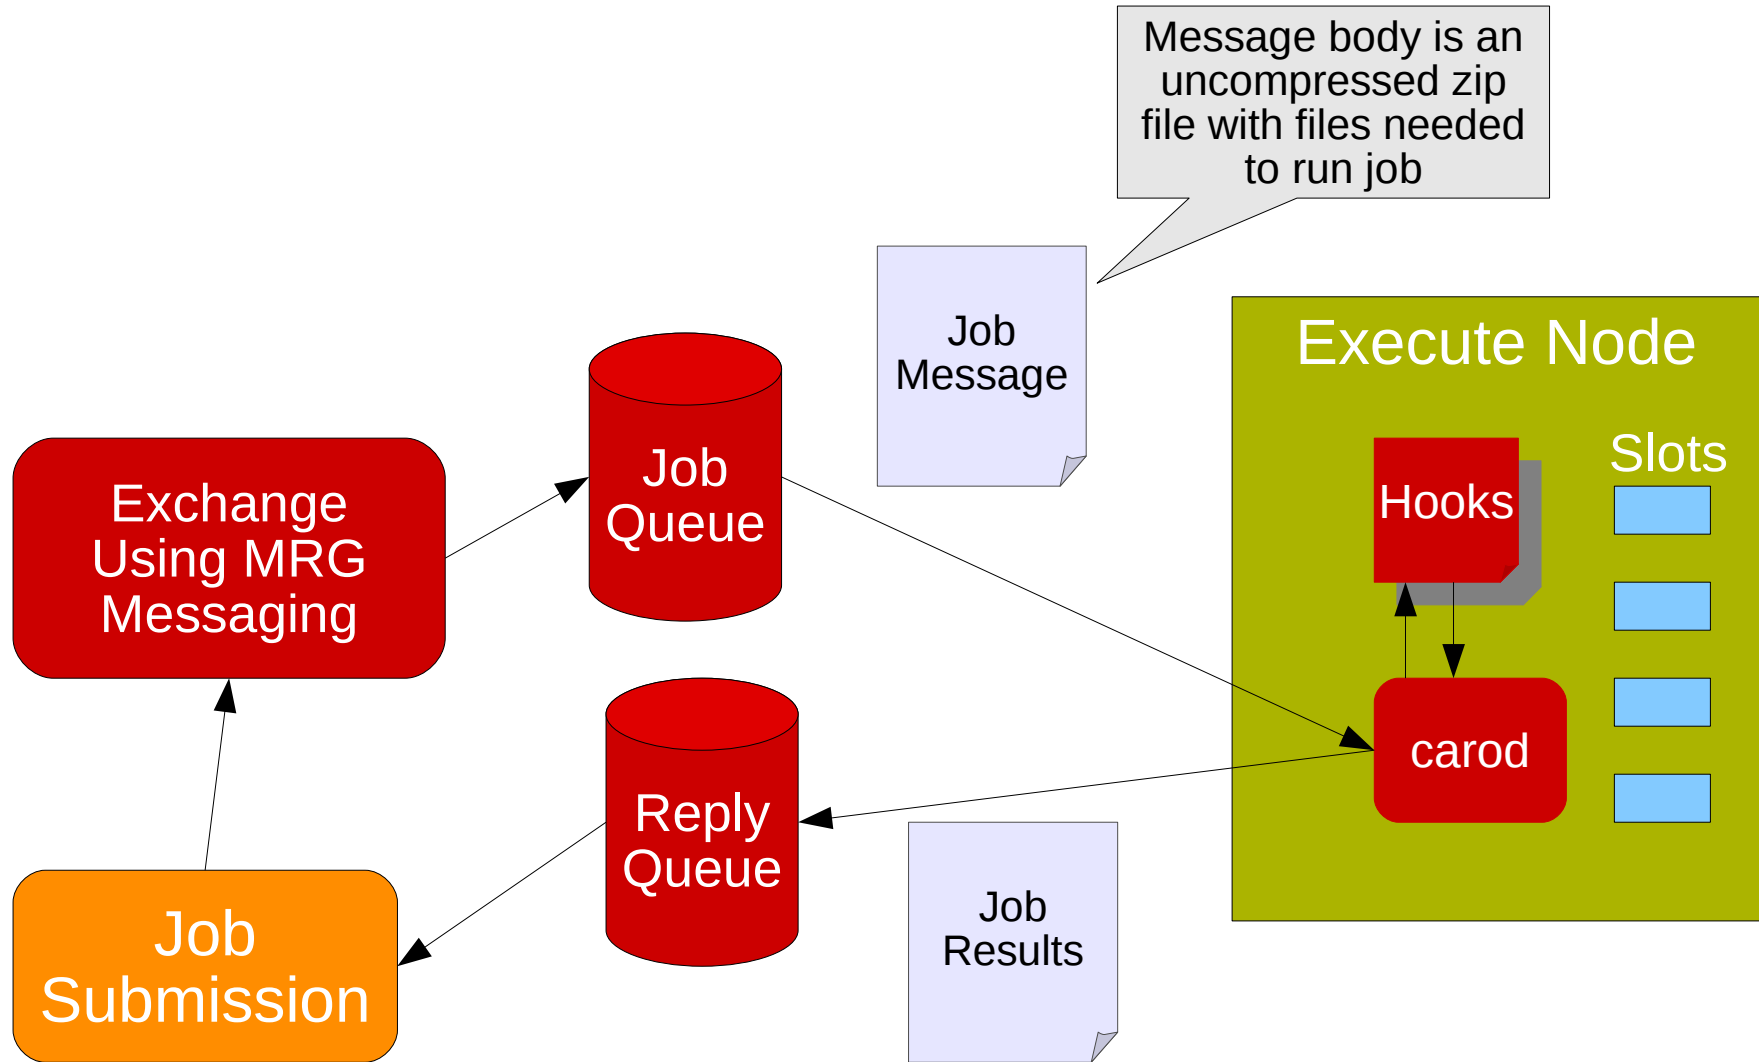 Message body is an
uncompressed zip
file with files needed
to run job
Job
Message
Execute Node
Job
Queue
Slots
Hooks
Exchange
Using MRG
Messaging
carod
Reply
Queue
Job
Results
Job
Submission